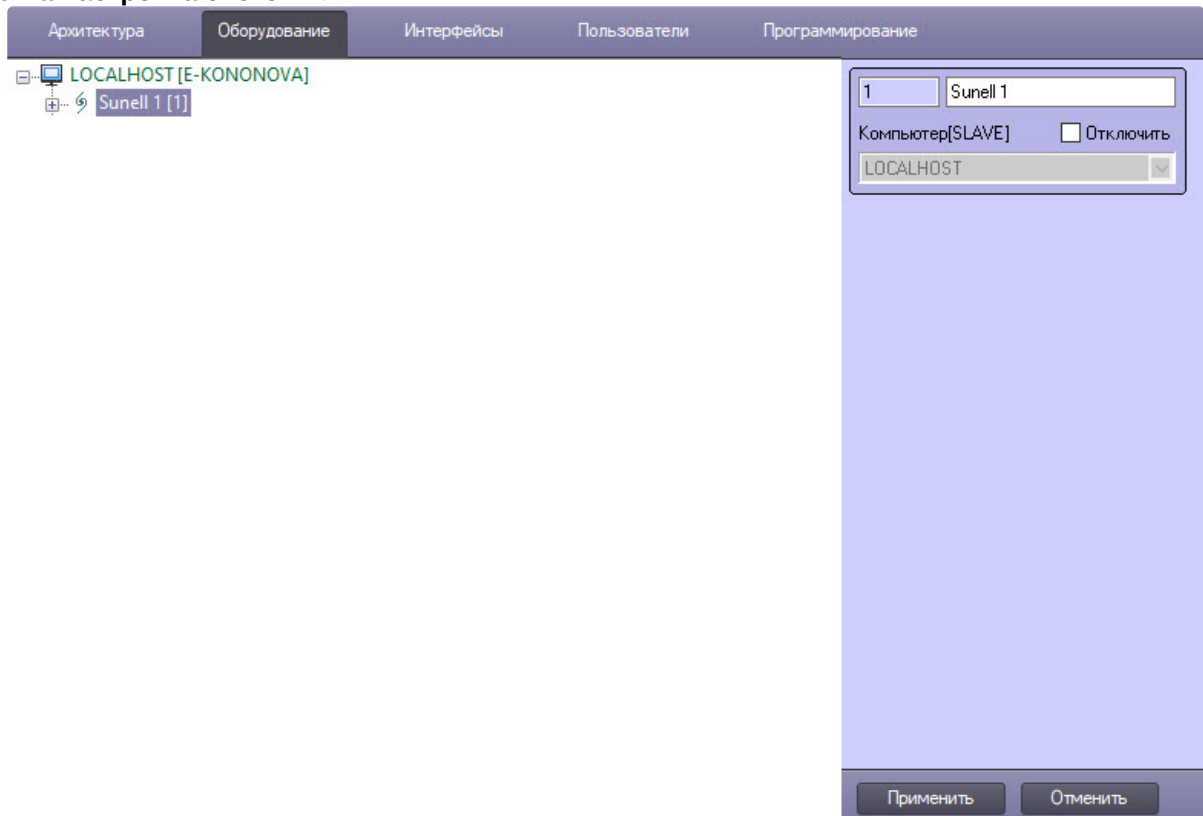 Архитектура Оборудование Интерфейсы Пользователи Программирование
LOCALHOST [E-KONONOVA]
Sunell 1 [1]
1 Sunell 1
Компьютер[SLAVE] Отключить
LOCALHOST
Применить Отменить